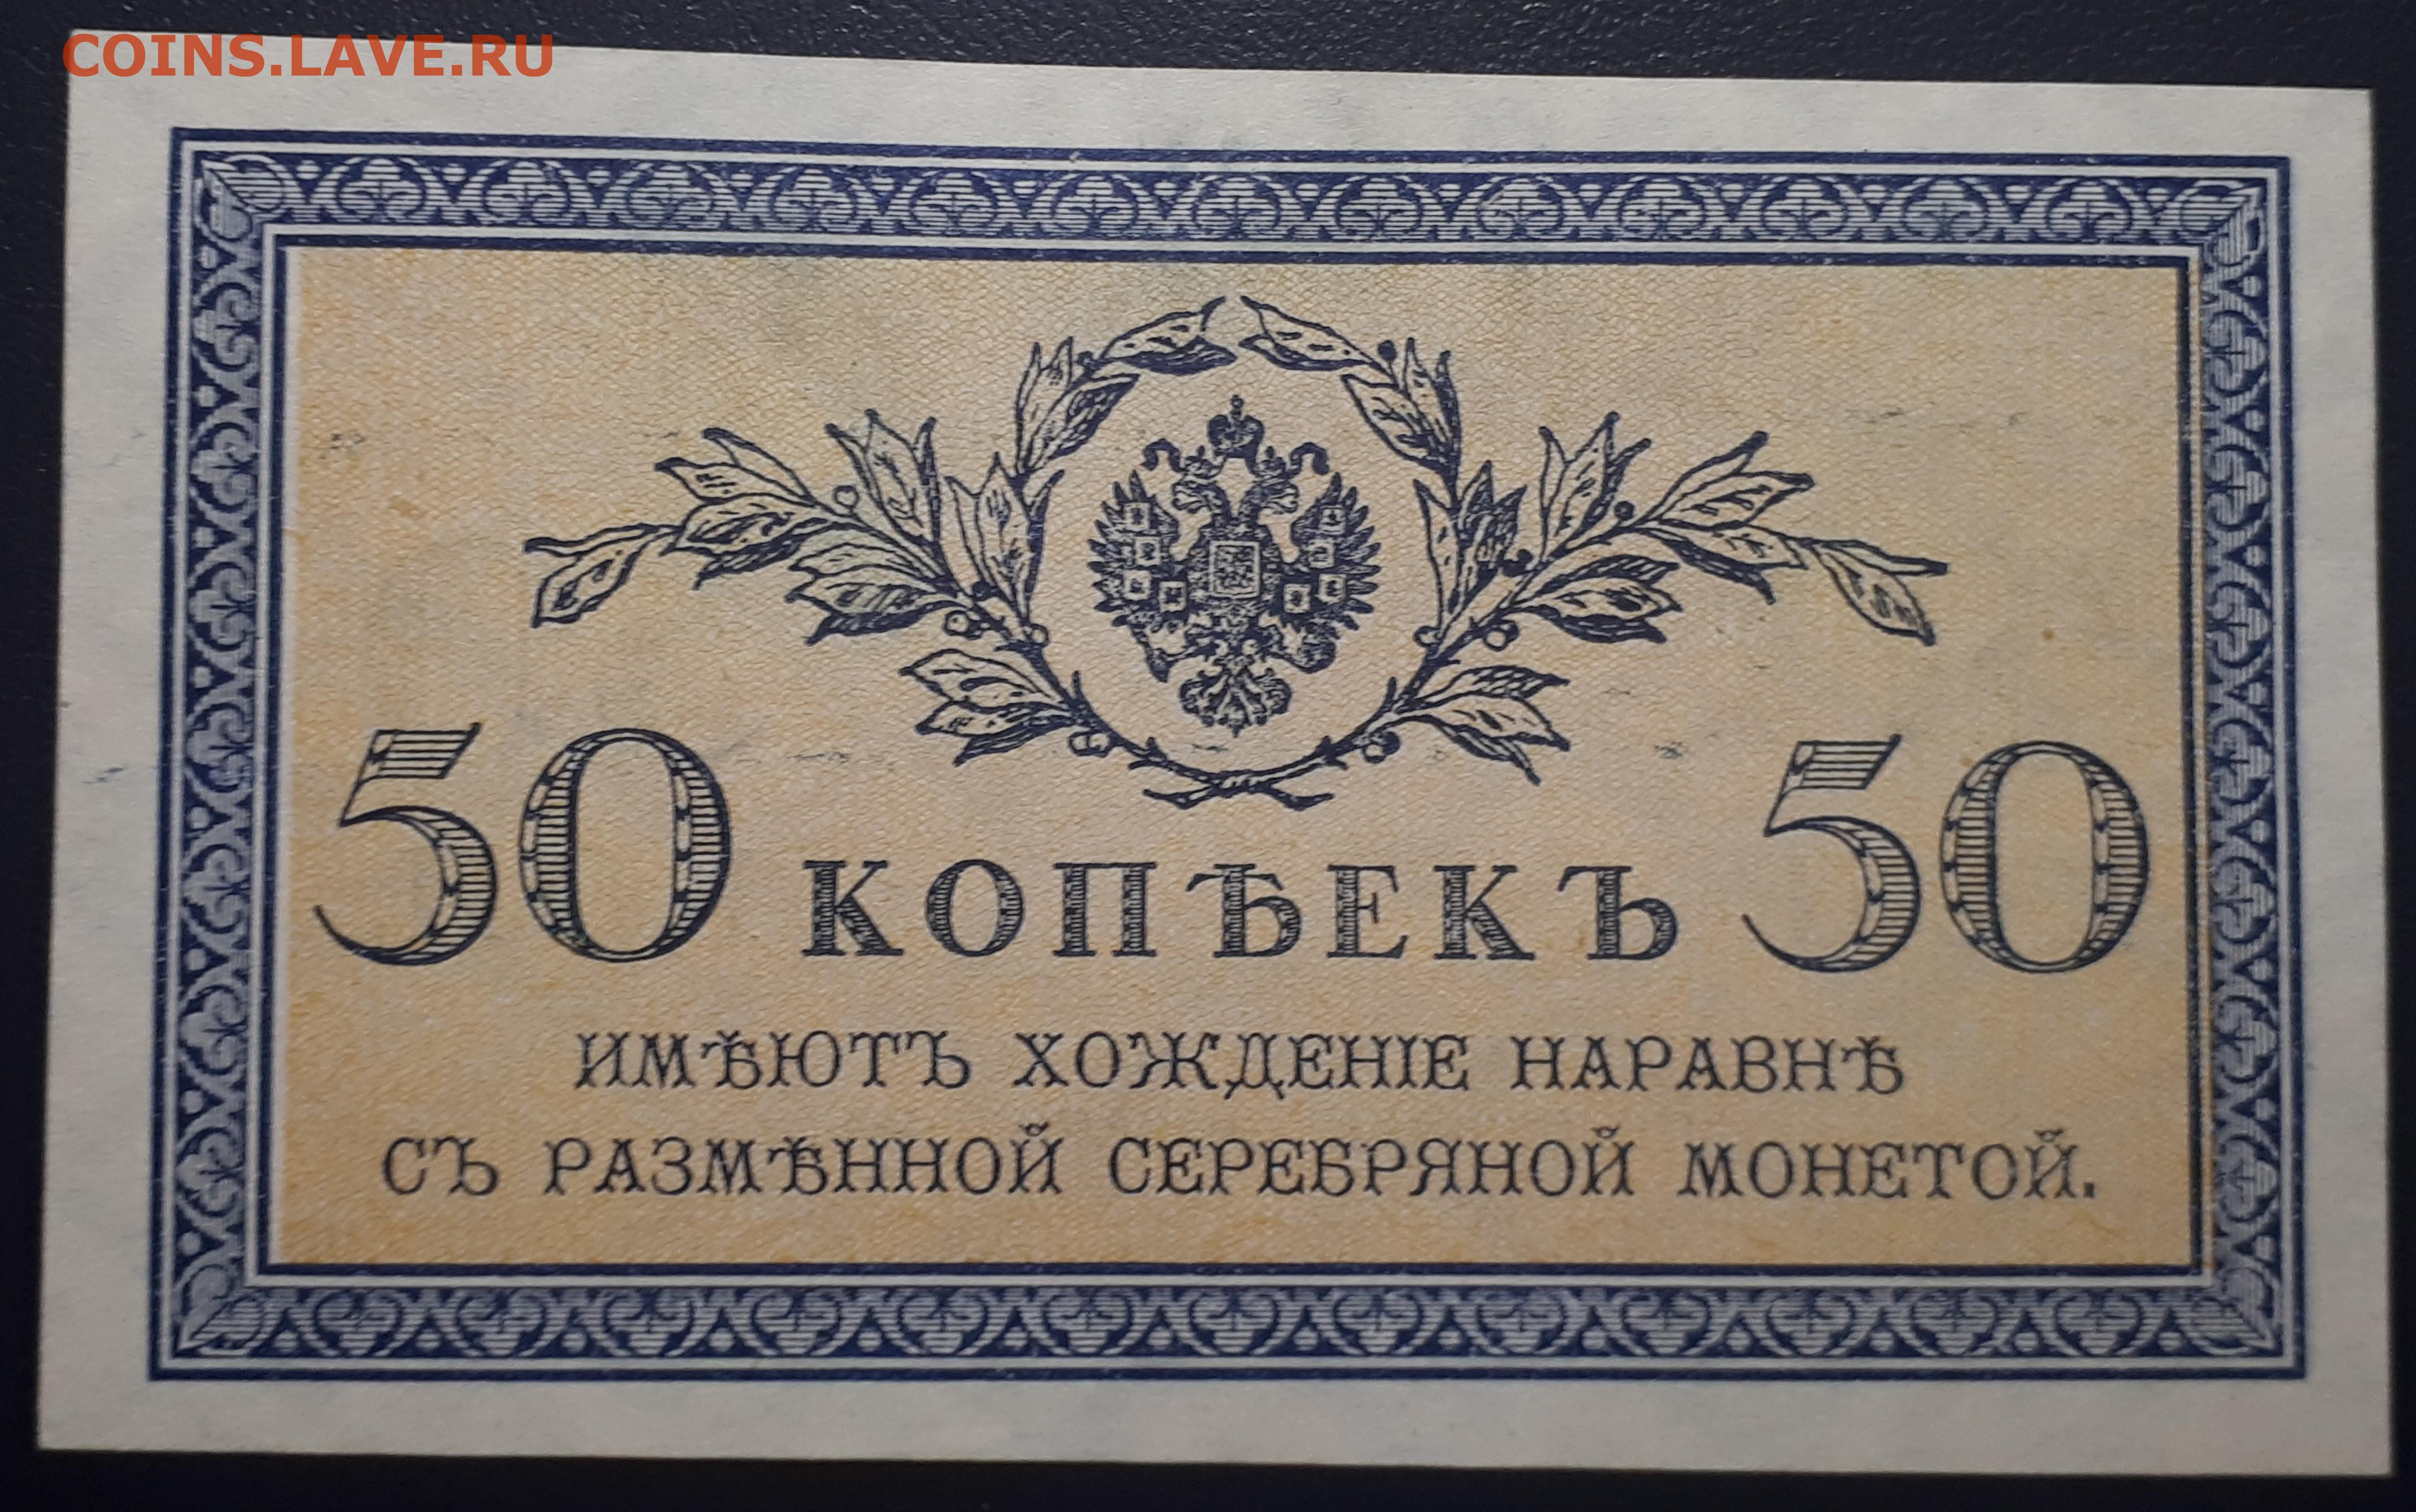 COINS.LAVE.RU
50 КОПѢЕКЪ 50
ИМѢЮТЪ ХОЖДЕНІЕ НАРАВНѢ
СЪ РАЗМѢННОЙ СЕРЕБРЯНОЙ МОНЕТОЙ.